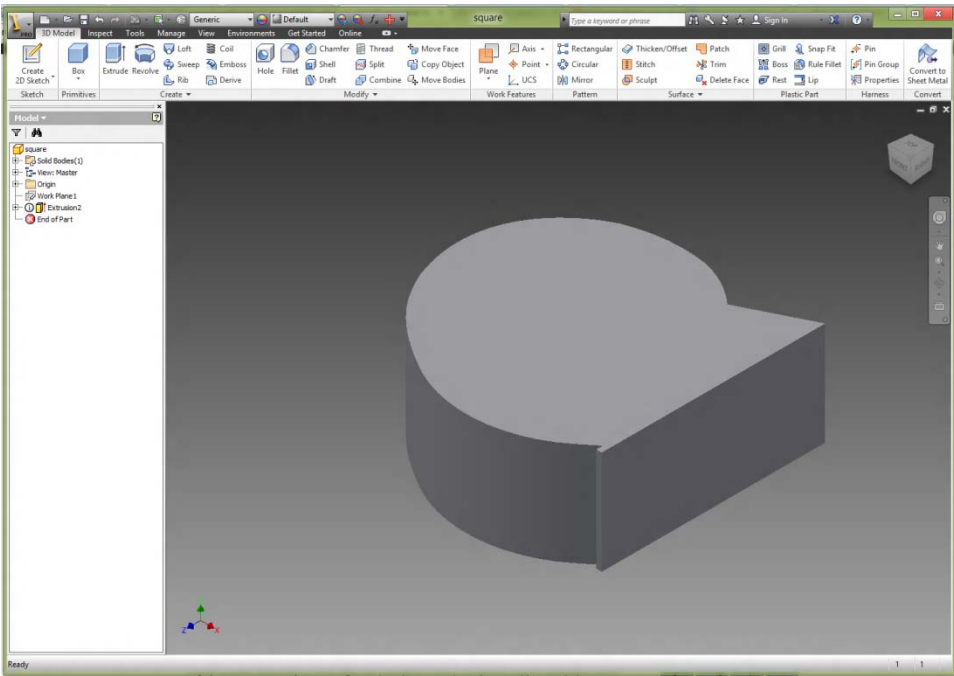 Generic Default square Type a keyword or phrase Sign In
PRO 3D Model Inspect Tools Manage View Environments Get Started Online
Create 2D Sketch
Box
Extrude Revolve
Loft Coil
Sweep Emboss
Rib Derive
Hole Fillet
Chamfer Thread Move Face
Shell Split Copy Object
Draft Combine Move Bodies
Plane
Axis
Point
UCS
Rectangular
Circular
Mirror
Thicken/Offset Patch
Stitch Trim
Sculpt Delete Face
Grill Snap Fit
Boss Rule Fillet
Rest Lip
Pin
Pin Group
Properties
Convert to Sheet Metal
Sketch Primitives Create Modify Work Features Pattern Surface Plastic Part Harness Convert
Model
square
Solid Bodies(1)
View: Master
Origin
Work Plane1
Extrusion2
End of Part
TOP
FRONT
Z X
Ready 1 1